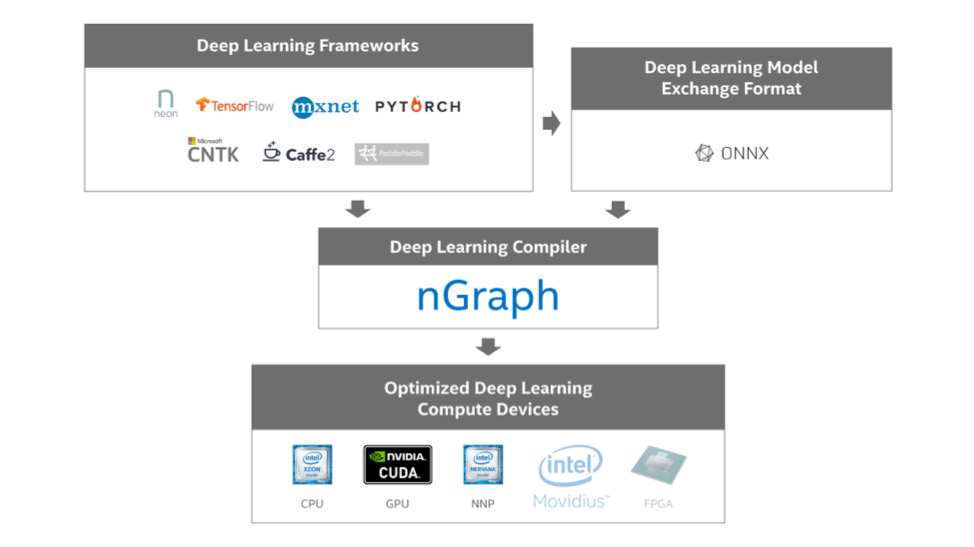 Deep Learning Frameworks
neon
TensorFlow
mxnet
PYTORCH
Microsoft
CNTK
Caffe2
PaddlePaddle
Deep Learning Model
Exchange Format
ONNX
Deep Learning Compiler
nGraph
Optimized Deep Learning
Compute Devices
intel
XEON
inside
CPU
NVIDIA.
CUDA.
GPU
intel
NERVANA
inside
NNP
intel
Movidius™
FPGA